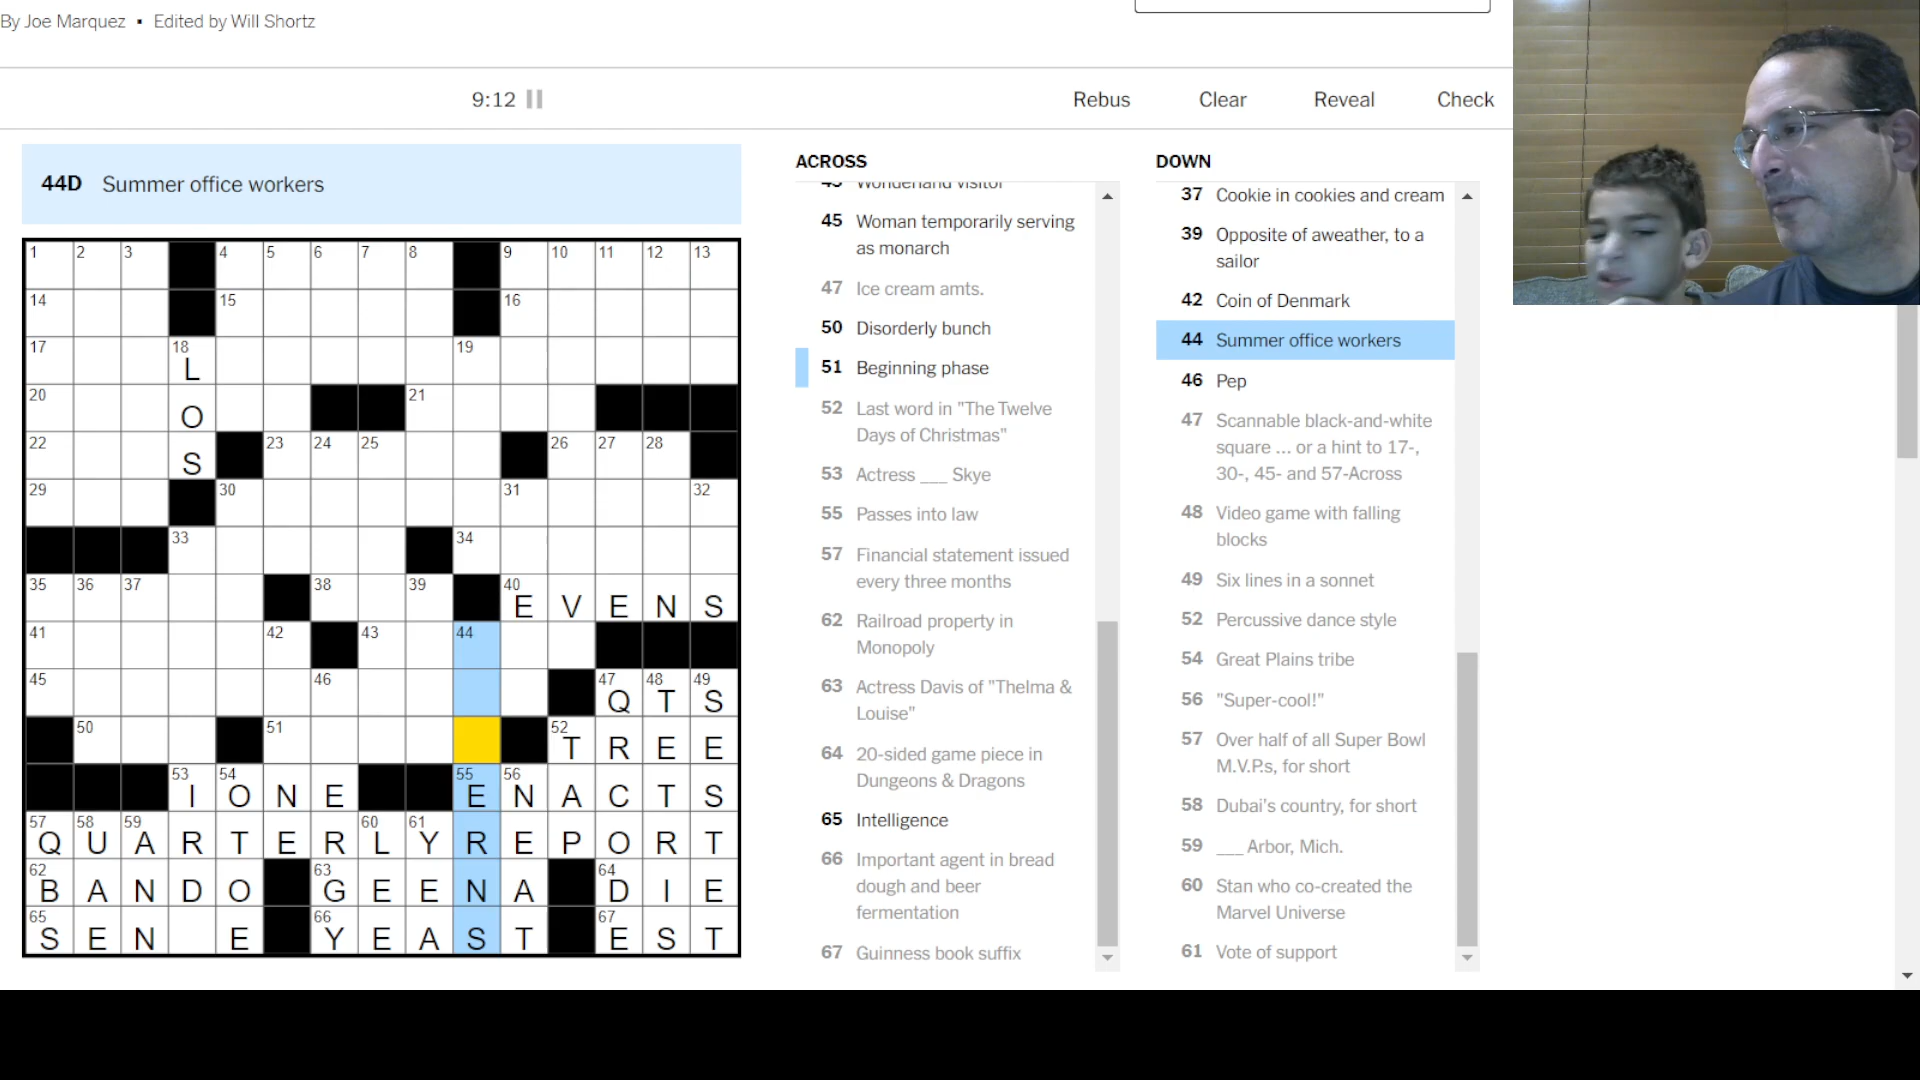 By Joe Marquez • Edited by Will Shortz
9:12
Rebus
Clear
Reveal
Check
44D Summer office workers
1 2 3 4 5 6 7 8 9 10 11 12 13
14 15 16
17 18 L 19
20 O 21
22 S 23 24 25 26 27 28
29 30 31 32
33 34
35 36 37 38 39 40 E V E N S
41 42 43 44
45 46 47 Q 48 T 49 S
50 51 52 T R E E
53 I 54 O N E 55 E 56 N A C T S
57 Q 58 U 59 A R T E R 60 L 61 Y R E P O R T
62 B A N D O 63 G E E N A 64 D I E
65 S E N E 66 Y E A S T 67 E S T
ACROSS
43 Wonderland visitor
45 Woman temporarily serving
as monarch
47 Ice cream amts.
50 Disorderly bunch
51 Beginning phase
52 Last word in "The Twelve
Days of Christmas"
53 Actress ___ Skye
55 Passes into law
57 Financial statement issued
every three months
62 Railroad property in
Monopoly
63 Actress Davis of "Thelma &
Louise"
64 20-sided game piece in
Dungeons & Dragons
65 Intelligence
66 Important agent in bread
dough and beer
fermentation
67 Guinness book suffix
DOWN
37 Cookie in cookies and cream
39 Opposite of aweather, to a
sailor
42 Coin of Denmark
44 Summer office workers
46 Pep
47 Scannable black-and-white
square ... or a hint to 17-,
30-, 45- and 57-Across
48 Video game with falling
blocks
49 Six lines in a sonnet
52 Percussive dance style
54 Great Plains tribe
56 "Super-cool!"
57 Over half of all Super Bowl
M.V.P.s, for short
58 Dubai's country, for short
59 ___ Arbor, Mich.
60 Stan who co-created the
Marvel Universe
61 Vote of support